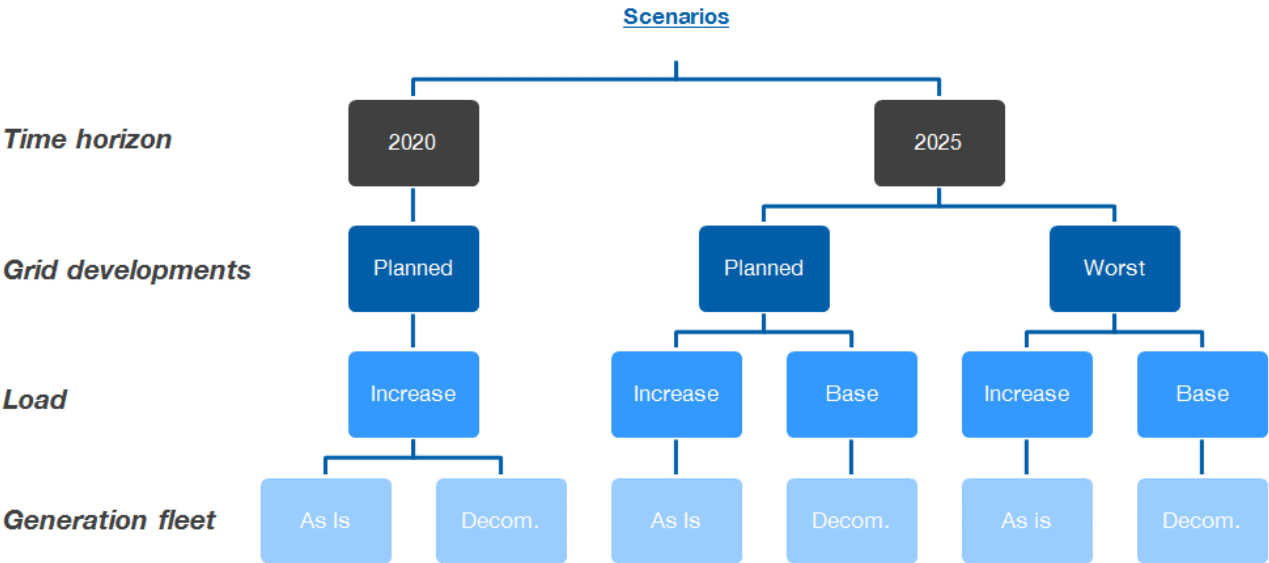 Scenarios
Time horizon
2020
2025
Grid developments
Planned
Planned
Worst
Load
Increase
Increase
Base
Increase
Base
Generation fleet
As Is
Decom.
As Is
Decom.
As is
Decom.